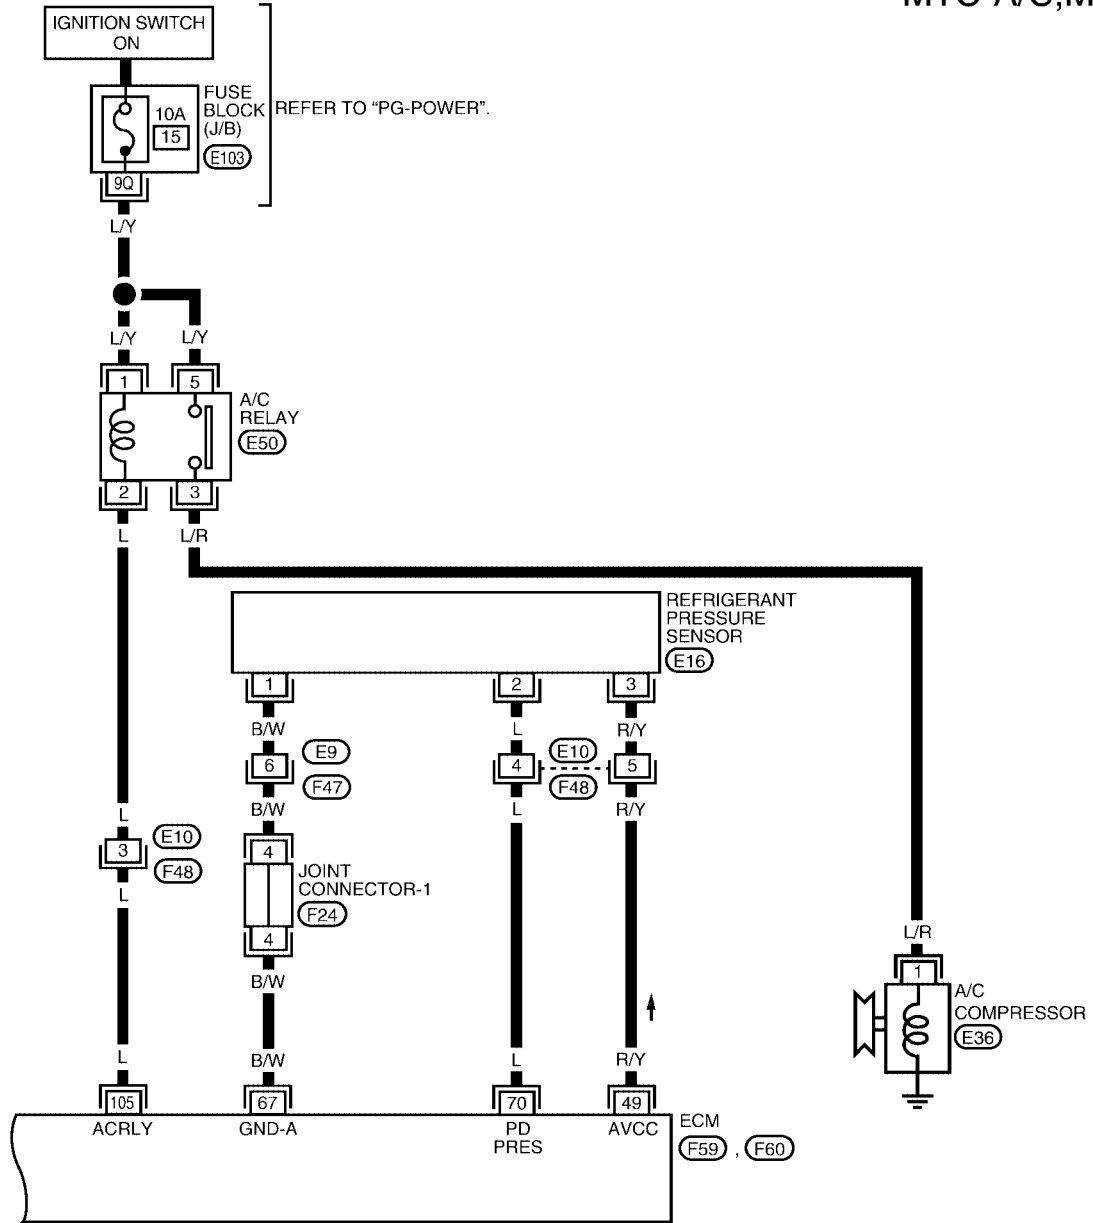 IGNITION SWITCH
ON
FUSE
BLOCK
(J/B)
E103
10A
15
REFER TO “PG-POWER”.
9Q
L/Y
L/Y
L/Y
1
5
A/C
RELAY
E50
2
3
L
L/R
REFRIGERANT
PRESSURE
SENSOR
E16
1
2
3
B/W
L
R/Y
6
E9
F47
4
E10
F48
5
B/W
L
R/Y
L
3
E10
F48
L
4
JOINT
CONNECTOR-1
F24
4
B/W
L/R
1
A/C
COMPRESSOR
E36
L
B/W
L
R/Y
105
67
70
49
ACRLY
GND-A
PD
PRES
AVCC
ECM
F59 , F60